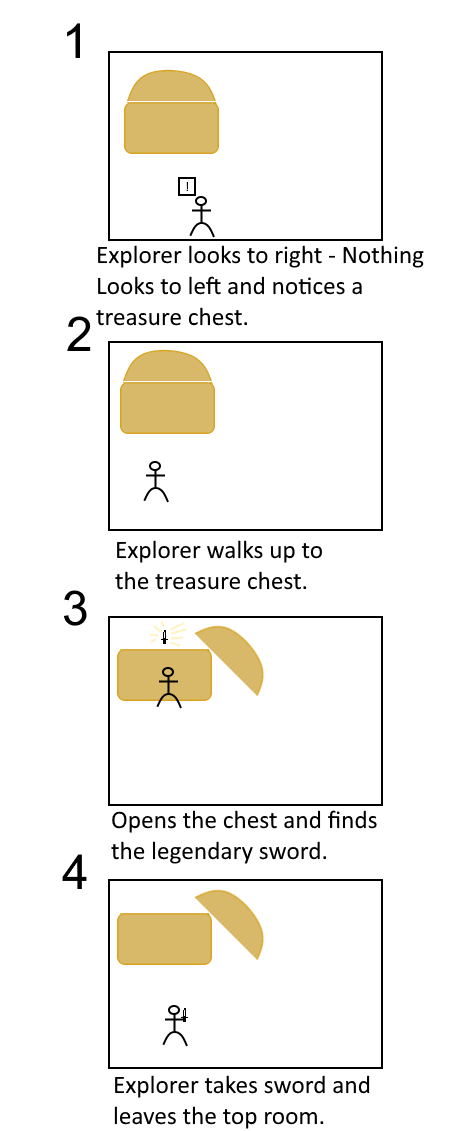 1
!
Explorer looks to right - Nothing
Looks to left and notices a
treasure chest.
2
Explorer walks up to
the treasure chest.
3
Opens the chest and finds
the legendary sword.
4
Explorer takes sword and
leaves the top room.